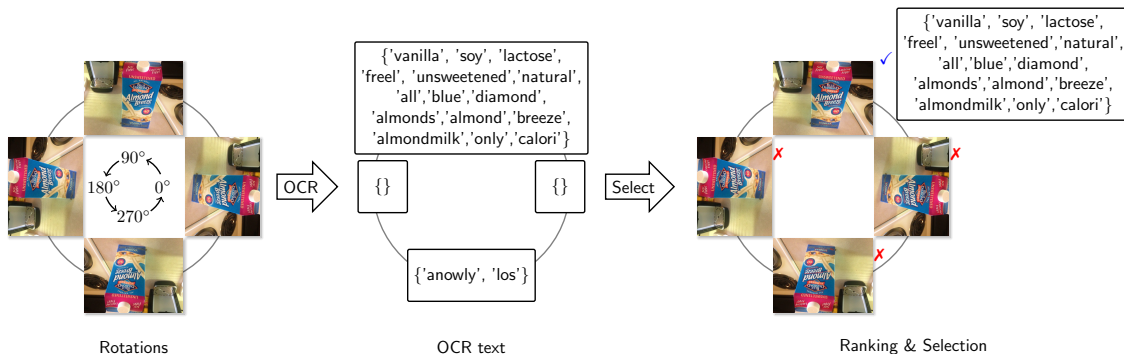 {'vanilla', 'soy', 'lactose',
'freel', 'unsweetened','natural',
'all','blue','diamond',
'almonds','almond','breeze',
'almondmilk','only','calori'}
{'vanilla', 'soy', 'lactose',
'freel', 'unsweetened','natural',
'all','blue','diamond',
'almonds','almond','breeze',
'almondmilk','only','calori'}
✓
Almond
Breeze
90°
180°
0°
270°
OCR
{}
{}
Select
✗
✗
{'anowly', 'los'}
✗
Rotations
OCR text
Ranking & Selection